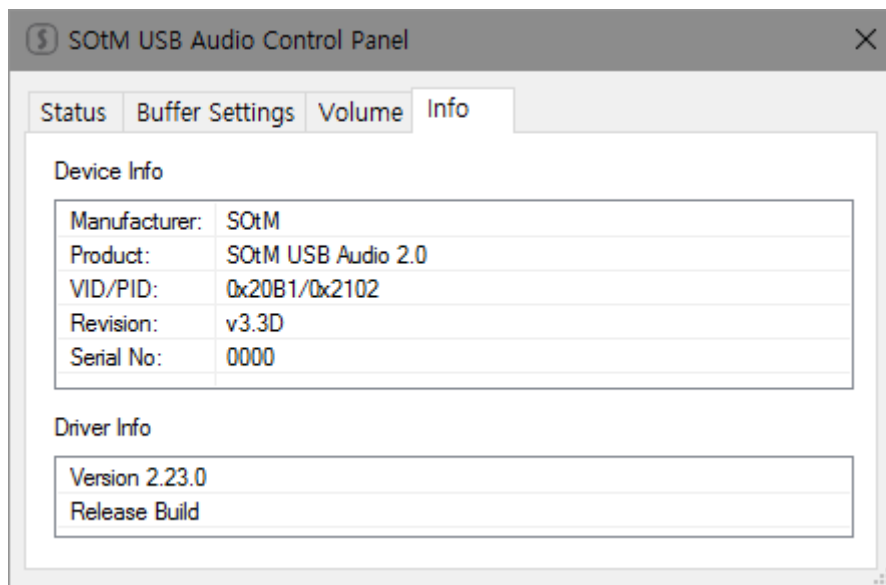 SOtM USB Audio Control Panel
Status Buffer Settings Volume Info
Device Info
Manufacturer: SOtM
Product: SOtM USB Audio 2.0
VID/PID: 0x20B1/0x2102
Revision: v3.3D
Serial No: 0000
Driver Info
Version 2.23.0
Release Build